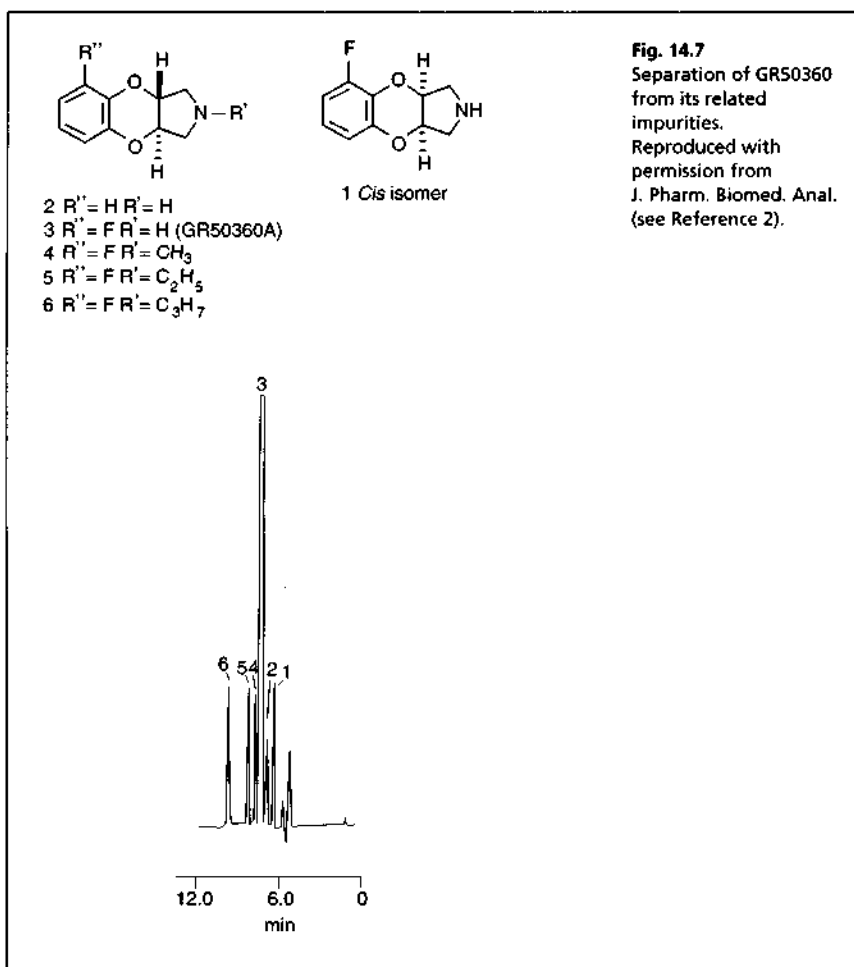 R''
H
O
N–R'
O
H
F
H
O
NH
O
H
1 Cis isomer
2 R''= H R'= H
3 R''= F R'= H (GR50360A)
4 R''= F R'= CH₃
5 R''= F R'= C₂H₅
6 R''= F R'= C₃H₇
Fig. 14.7
Separation of GR50360
from its related
impurities.
Reproduced with
permission from
J. Pharm. Biomed. Anal.
(see Reference 2).
3
6 5 4 2 1
12.0 6.0 0
min